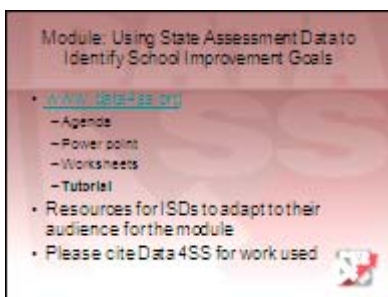 Module: Using State Assessment Data to
Identify School Improvement Goals
• www.data4ss.org
– Agenda
– Power point
– Worksheets
– Tutorial
• Resources for ISDs to adapt to their
audience for the module
• Please cite Data 4SS for work used